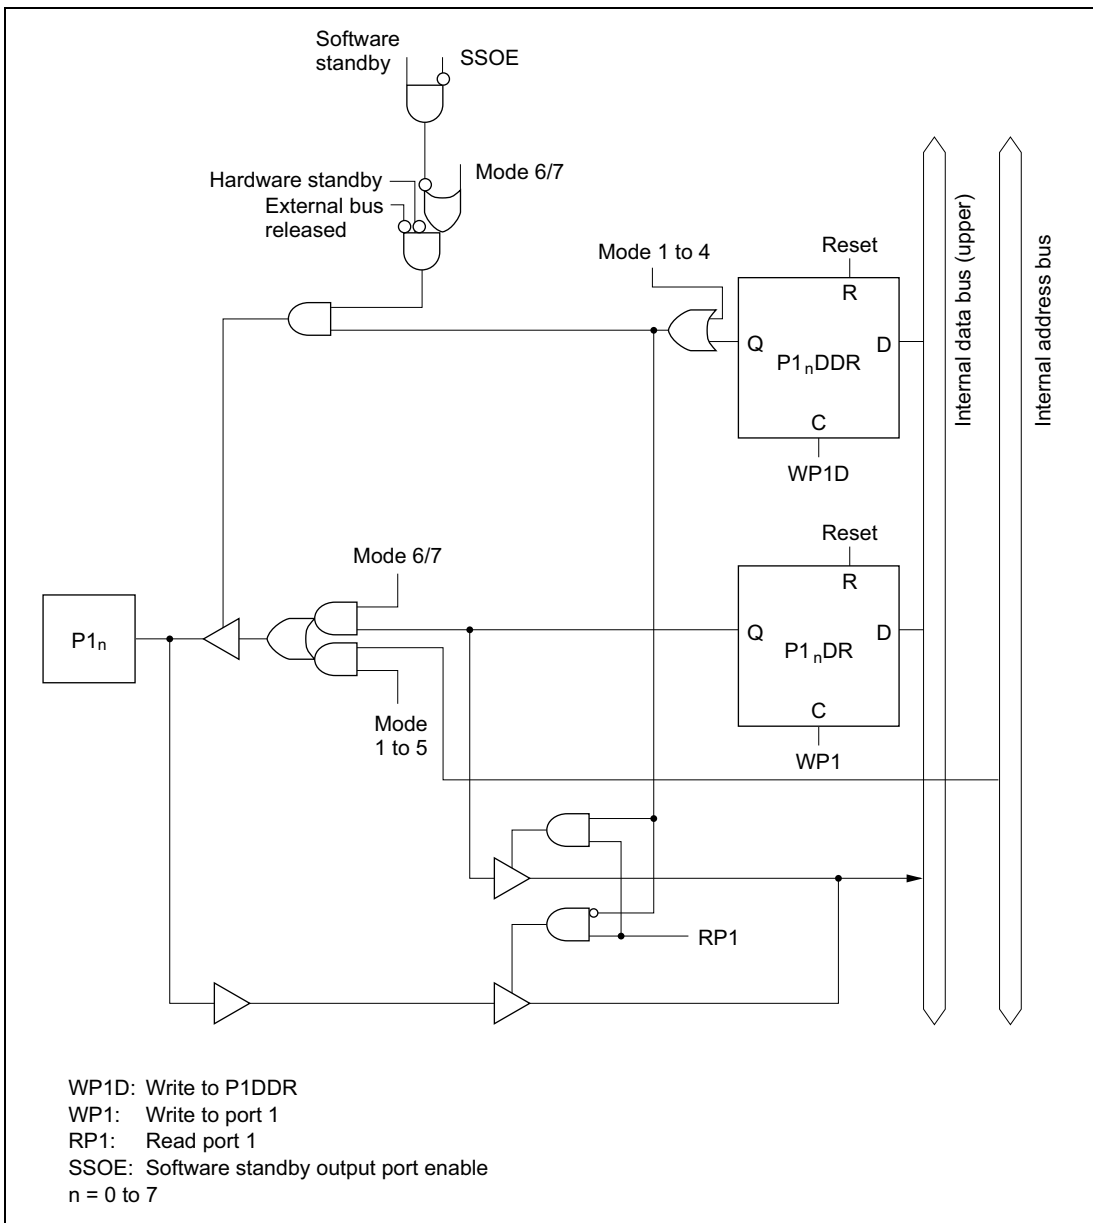 Software
standby
SSOE
Mode 6/7
Hardware standby
External bus
released
Mode 1 to 4
Reset
R
Q
D
P1nDDR
C
WP1D
Internal data bus (upper)
Internal address bus
Reset
R
Q
D
P1nDR
C
WP1
Mode 6/7
P1n
Mode
1 to 5
RP1
WP1D: Write to P1DDR
WP1: Write to port 1
RP1: Read port 1
SSOE: Software standby output port enable
n = 0 to 7